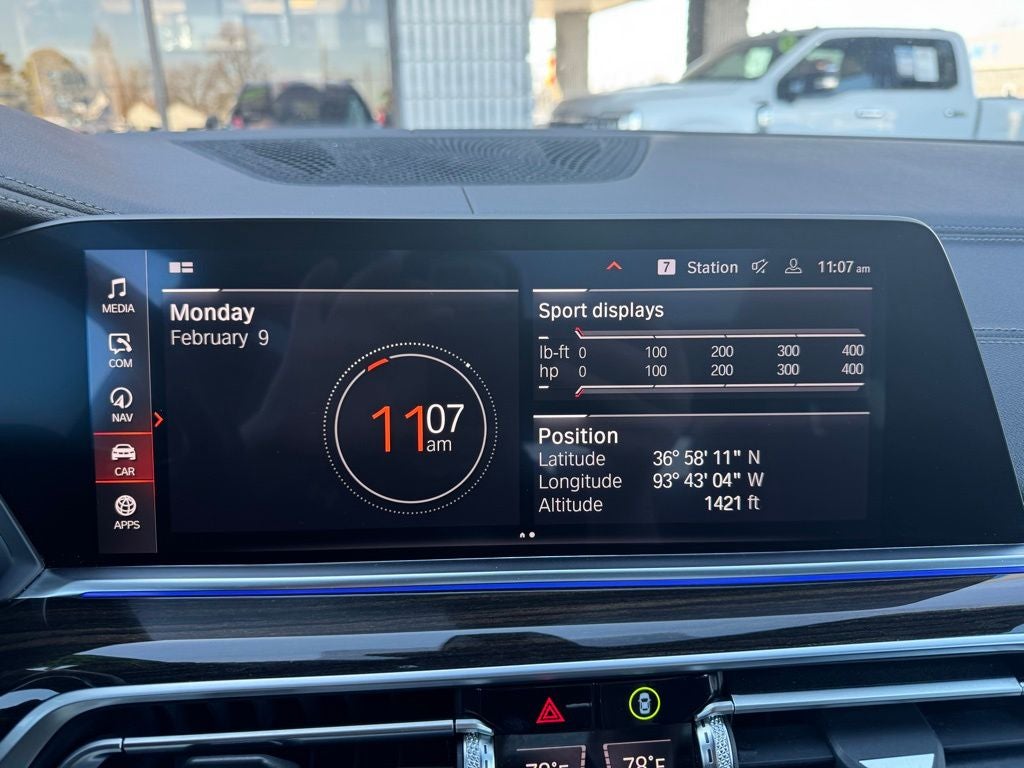 7 Station 11:07 am
MEDIA
COM
NAV
CAR
APPS
Monday
February 9
11 07
am
Sport displays
lb-ft 0 100 200 300 400
hp 0 100 200 300 400
Position
Latitude 36° 58' 11" N
Longitude 93° 43' 04" W
Altitude 1421 ft
78°F 78°F